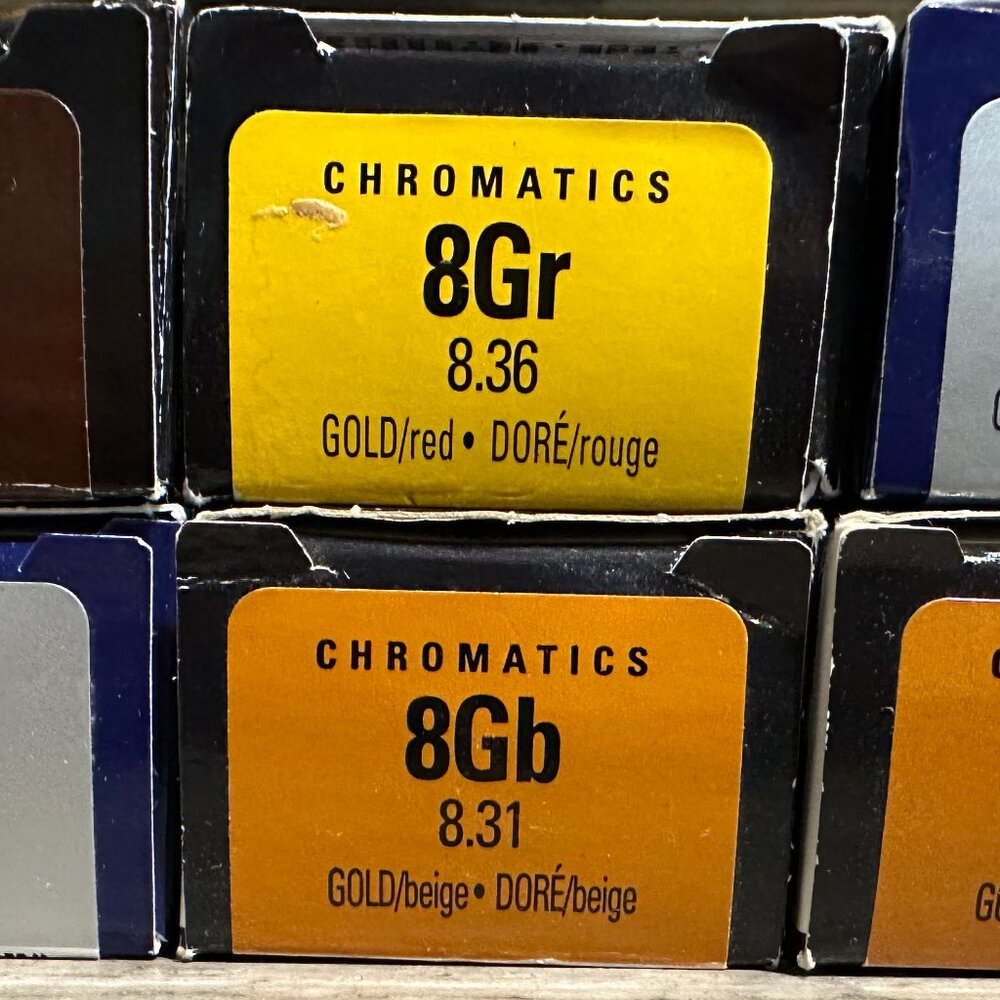 CHROMATICS
8Gr
8.36
GOLD/red • DORÉ/rouge
CHROMATICS
8Gb
8.31
GOLD/beige • DORÉ/beige